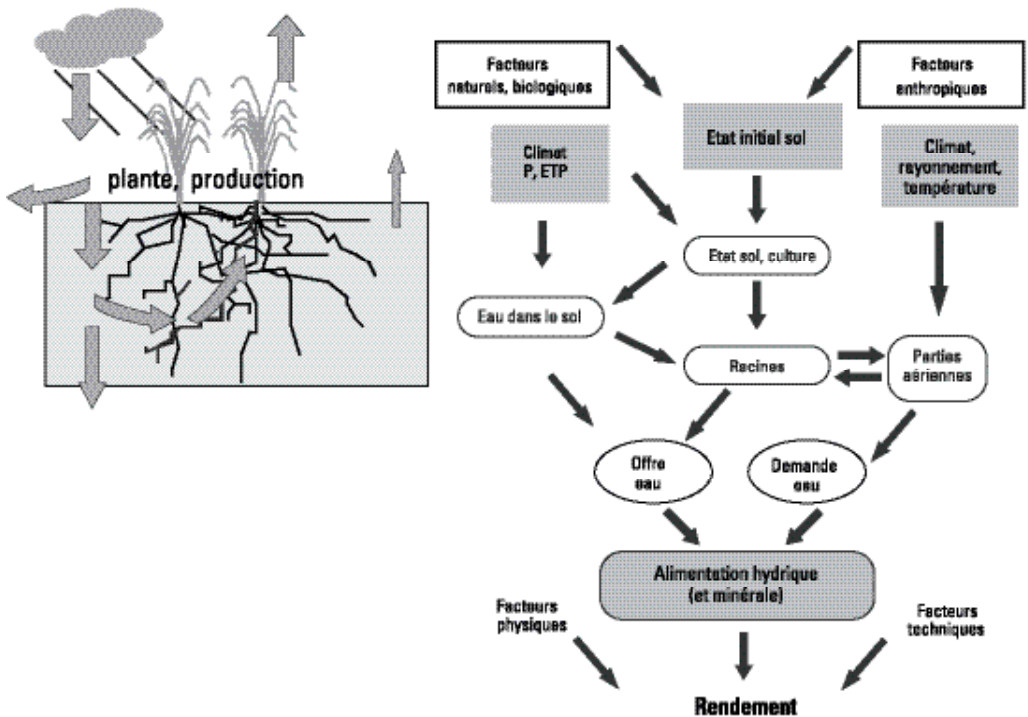 plante, production
Facteurs
naturels, biologiques
Facteurs
anthropiques
Etat initial sol
Climat
P, ETP
Climat,
rayonnement,
température
Etat sol, culture
Eau dans le sol
Racines
Parties
aériennes
Offre
eau
Demande
eau
Alimentation hydrique
(et minérale)
Facteurs
physiques
Facteurs
techniques
Rendement